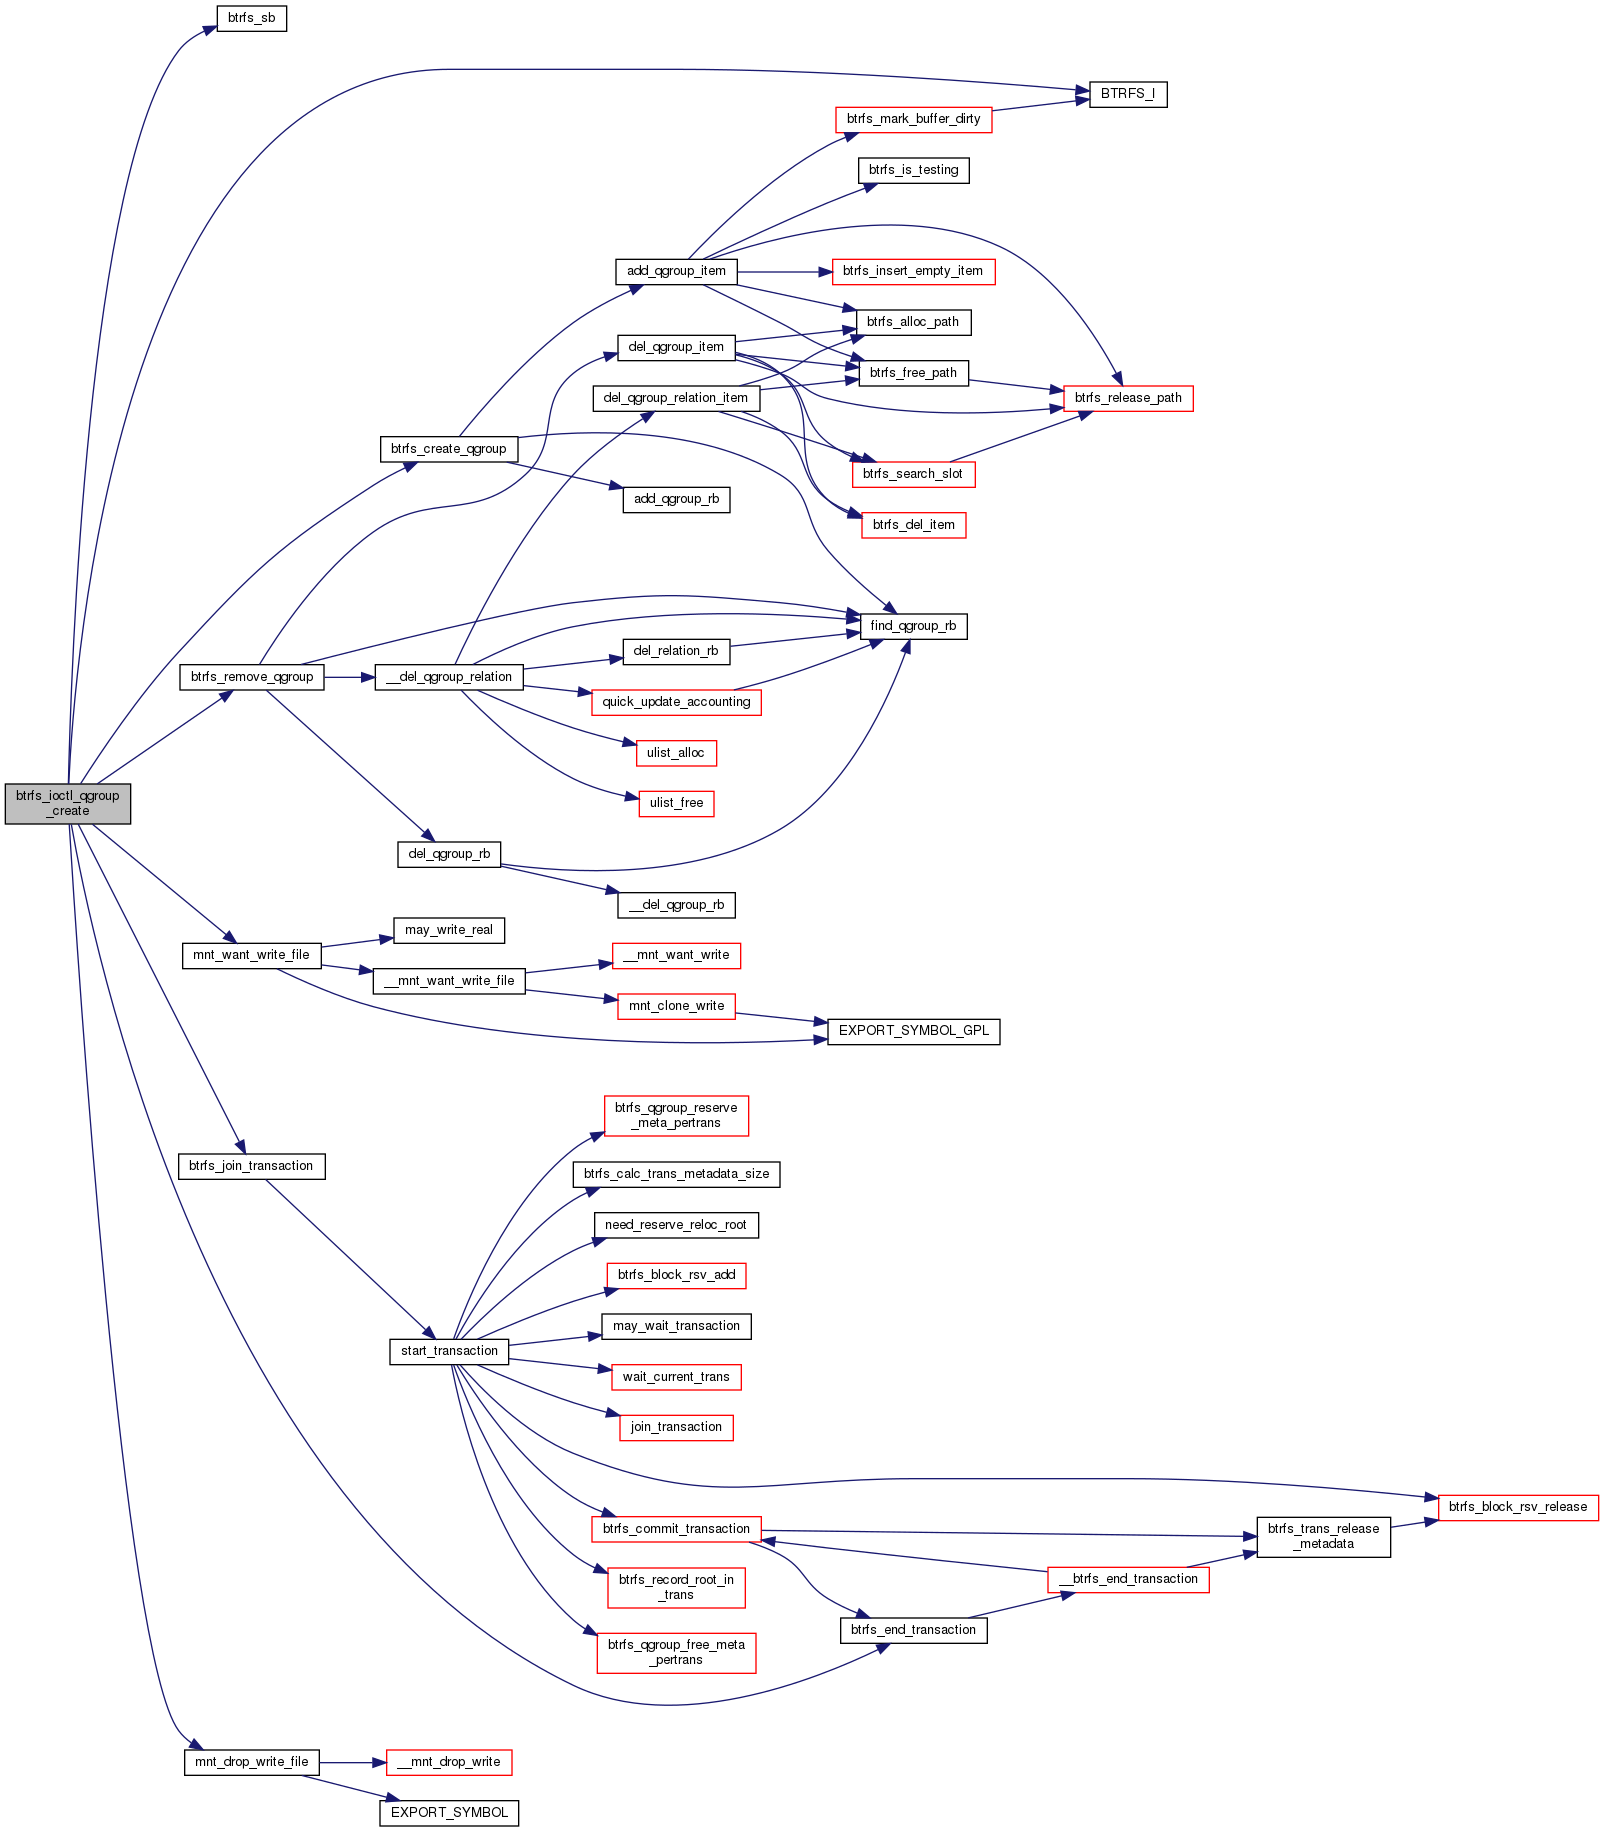 btrfs_sb
BTRFS_I
btrfs_mark_buffer_dirty
btrfs_is_testing
add_qgroup_item
btrfs_insert_empty_item
btrfs_alloc_path
del_qgroup_item
btrfs_free_path
del_qgroup_relation_item
btrfs_release_path
btrfs_create_qgroup
btrfs_search_slot
add_qgroup_rb
btrfs_del_item
find_qgroup_rb
del_relation_rb
btrfs_remove_qgroup
__del_qgroup_relation
quick_update_accounting
ulist_alloc
btrfs_ioctl_qgroup
_create
ulist_free
del_qgroup_rb
__del_qgroup_rb
may_write_real
mnt_want_write_file
__mnt_want_write
__mnt_want_write_file
mnt_clone_write
EXPORT_SYMBOL_GPL
btrfs_qgroup_reserve
_meta_pertrans
btrfs_join_transaction
btrfs_calc_trans_metadata_size
need_reserve_reloc_root
btrfs_block_rsv_add
may_wait_transaction
start_transaction
wait_current_trans
join_transaction
btrfs_block_rsv_release
btrfs_commit_transaction
btrfs_trans_release
_metadata
btrfs_record_root_in
_trans
__btrfs_end_transaction
btrfs_end_transaction
btrfs_qgroup_free_meta
_pertrans
mnt_drop_write_file
__mnt_drop_write
EXPORT_SYMBOL